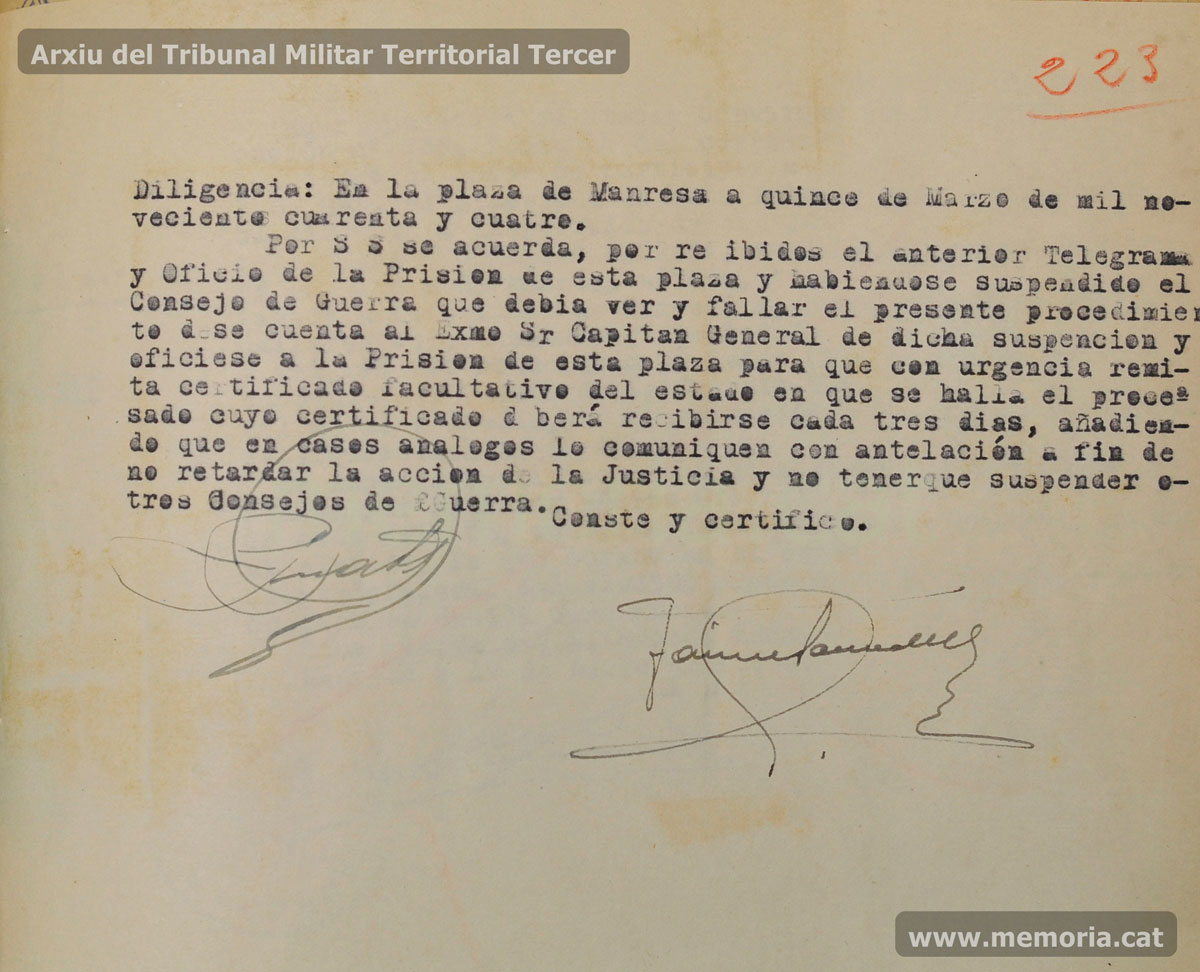 Arxiu del Tribunal Militar Territorial Tercer
223
Diligencia: En la plaza de Manresa a quince de Marzo de mil no-
veciento cuarenta y cuatro.
Por S S se acuerda, por re ibidos el anterior Telegrama
y Oficio de la Prision de esta plaza y habiendose suspendido el
Consejo de Guerra que debia ver y fallar el presente procedimien
to dese cuenta al Exmo Sr Capitan General de dicha suspencion y
oficiese a la Prision de esta plaza para que con urgencia remi-
ta certificado facultativo del estado en que se halla el proce-
sado cuyo certificado d berá recibirse cada tres dias, añadien-
do que en casos analogos lo comuniquen con antelación a fin de
no retardar la accion de la Justicia y no tenerque suspender o-
tros Consejos de Guerra.
Conste y certifico.
Jaime
www.memoria.cat